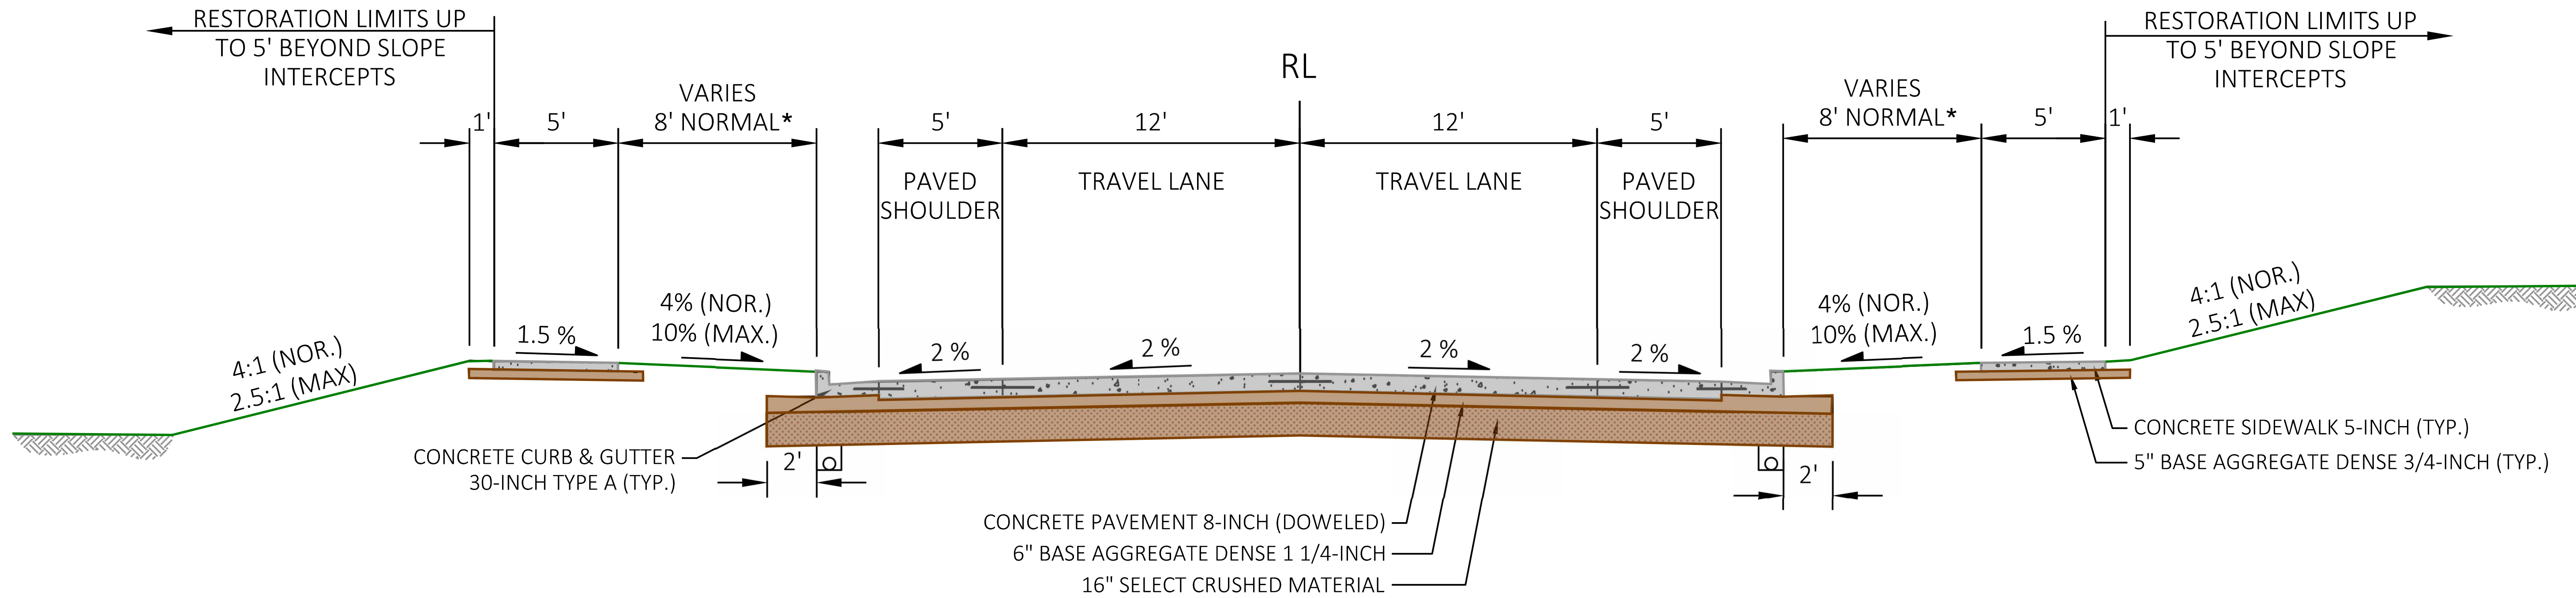 RESTORATION LIMITS UP
TO 5' BEYOND SLOPE
INTERCEPTS
RESTORATION LIMITS UP
TO 5' BEYOND SLOPE
INTERCEPTS
RL
VARIES
8' NORMAL*
VARIES
8' NORMAL*
1'
5'
5'
12'
12'
5'
5'
1'
PAVED
SHOULDER
TRAVEL LANE
TRAVEL LANE
PAVED
SHOULDER
4:1 (NOR.)
2.5:1 (MAX)
1.5 %
4% (NOR.)
10% (MAX.)
2 %
2 %
2 %
2 %
4% (NOR.)
10% (MAX.)
1.5 %
4:1 (NOR.)
2.5:1 (MAX)
CONCRETE CURB & GUTTER
30-INCH TYPE A (TYP.)
2'
2'
CONCRETE SIDEWALK 5-INCH (TYP.)
5" BASE AGGREGATE DENSE 3/4-INCH (TYP.)
CONCRETE PAVEMENT 8-INCH (DOWELED)
6" BASE AGGREGATE DENSE 1 1/4-INCH
16" SELECT CRUSHED MATERIAL